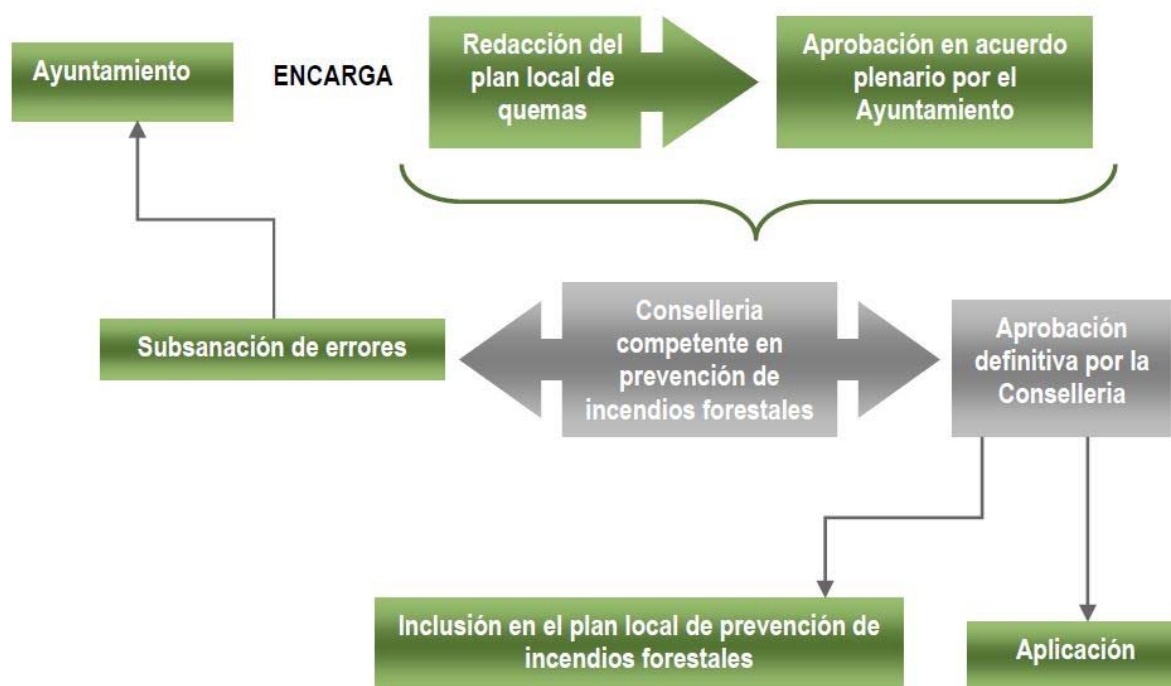 Ayuntamiento
ENCARGA
Redacción del
plan local de
quemas
Aprobación en acuerdo
plenario por el
Ayuntamiento
Subsanación de errores
Conselleria
competente en
prevención de
incendios forestales
Aprobación
definitiva por la
Conselleria
Inclusión en el plan local de prevención de
incendios forestales
Aplicación